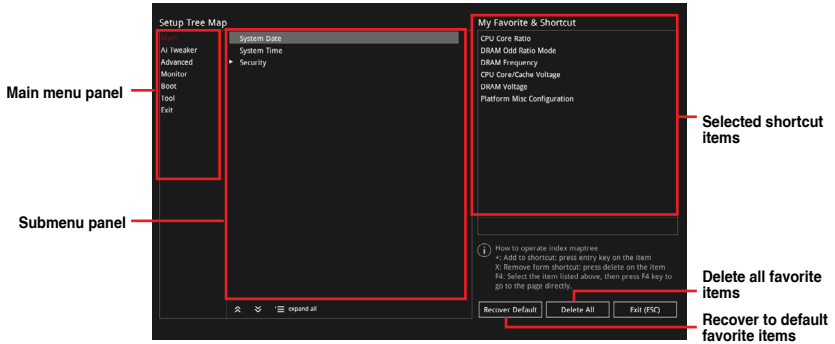 Setup Tree Map
Main
Ai Tweaker
Advanced
Monitor
Boot
Tool
Exit
System Date
System Time
Security
expand all
My Favorite & Shortcut
CPU Core Ratio
DRAM Odd Ratio Mode
DRAM Frequency
CPU Core/Cache Voltage
DRAM Voltage
Platform Misc Configuration
How to operate index maptree
+: Add to shortcut: press entry key on the item
X: Remove form shortcut: press delete on the item
F4: Select the item listed above, then press F4 key to
go to the page directly.
Recover Default
Delete All
Exit (ESC)
Main menu panel
Submenu panel
Selected shortcut
items
Delete all favorite
items
Recover to default
favorite items